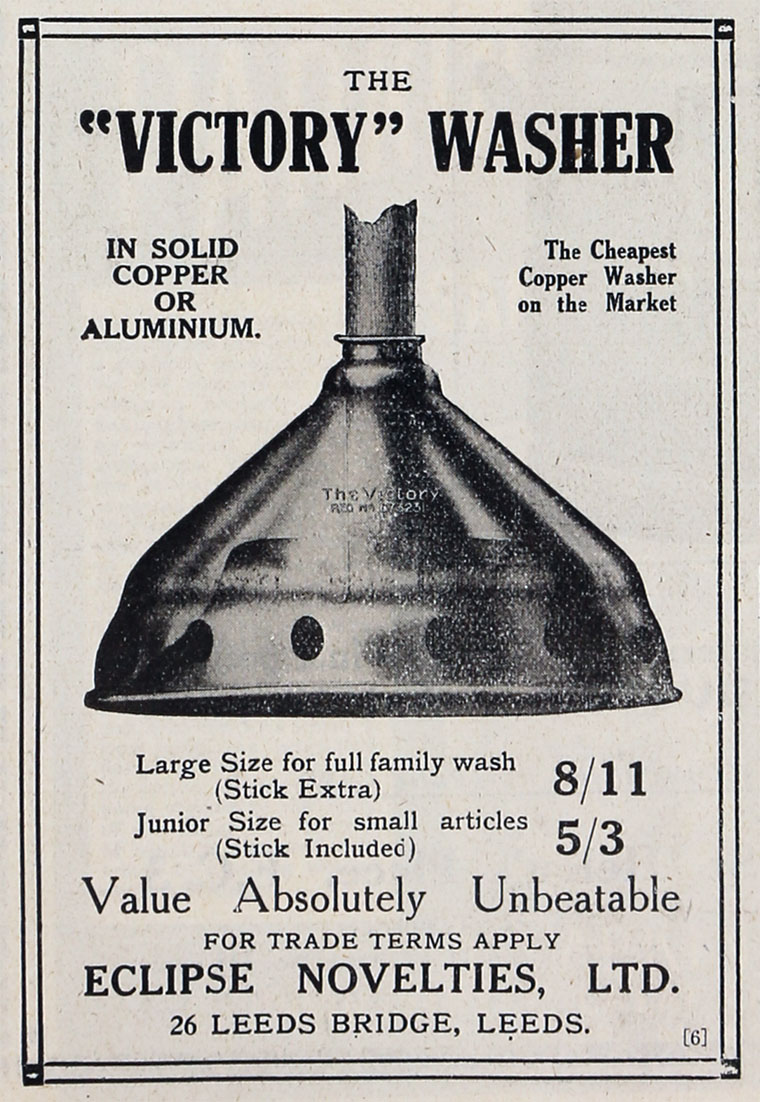 THE
“VICTORY” WASHER
IN SOLID
COPPER
OR
ALUMINIUM.
The Cheapest
Copper Washer
on the Market
The Victory
Large Size for full family wash
(Stick Extra)
8/11
Junior Size for small articles
(Stick Included)
5/3
Value Absolutely Unbeatable
FOR TRADE TERMS APPLY
ECLIPSE NOVELTIES, LTD.
26 LEEDS BRIDGE, LEEDS.
[6]